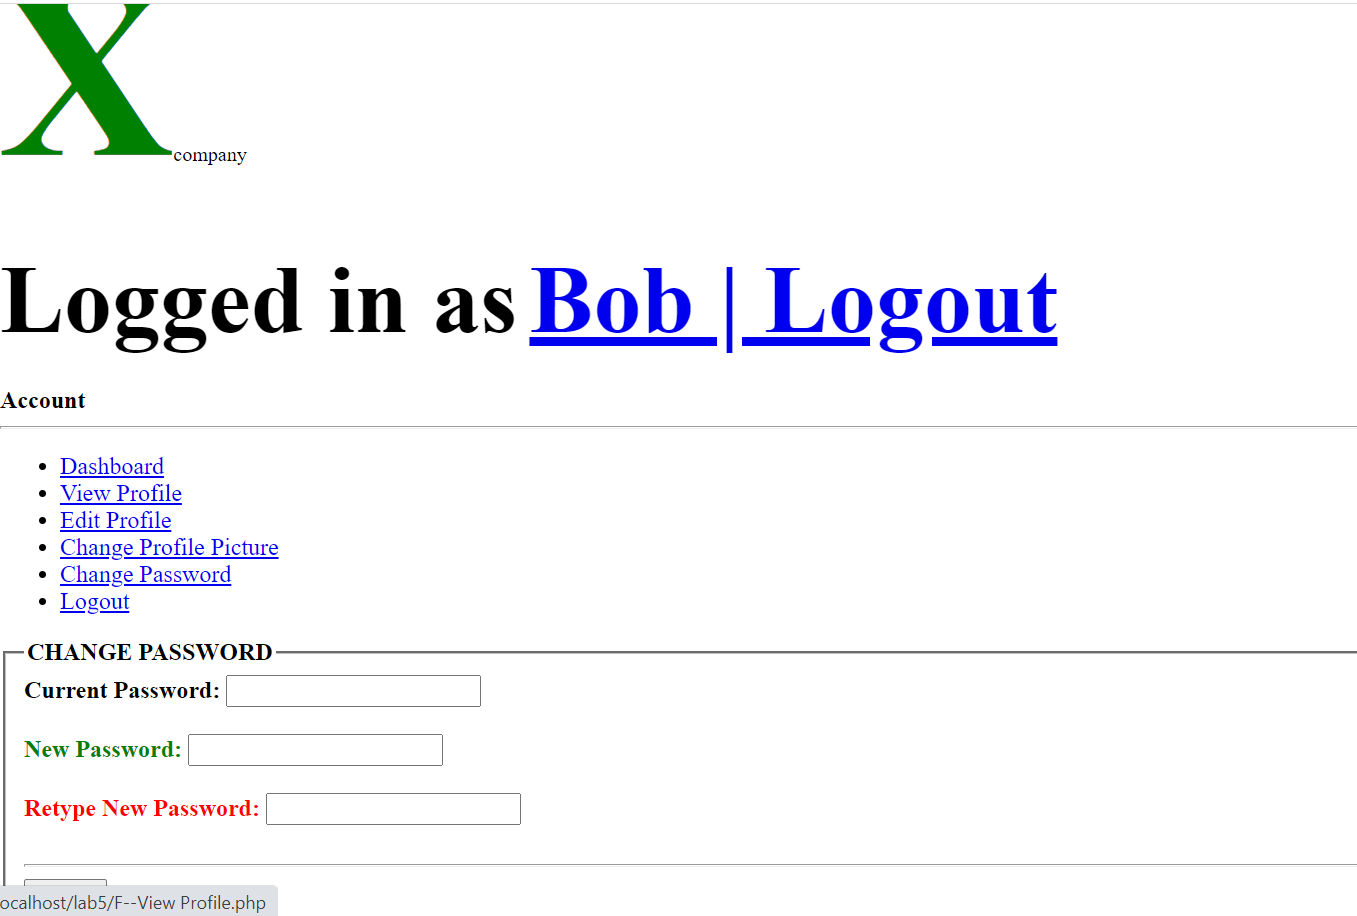 X company
Logged in as Bob | Logout
Account
Dashboard
View Profile
Edit Profile
Change Profile Picture
Change Password
Logout
CHANGE PASSWORD
Current Password:
New Password:
Retype New Password:
ocalhost/lab5/F--View Profile.php